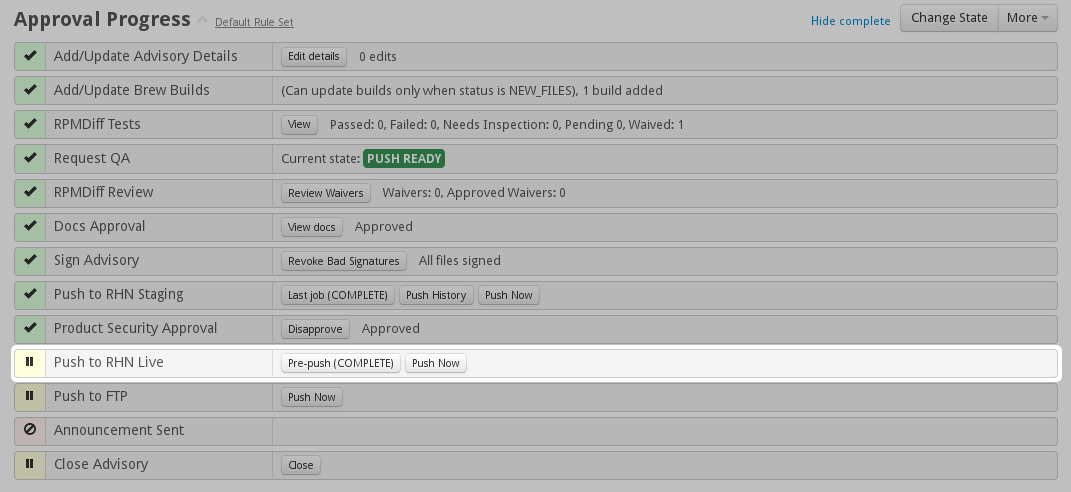 Approval Progress Default Rule Set Hide complete Change State More
Add/Update Advisory Details Edit details 0 edits
Add/Update Brew Builds (Can update builds only when status is NEW_FILES), 1 build added
RPMDiff Tests View Passed: 0, Failed: 0, Needs Inspection: 0, Pending 0, Waived: 1
Request QA Current state: PUSH READY
RPMDiff Review Review Waivers Waivers: 0, Approved Waivers: 0
Docs Approval View docs Approved
Sign Advisory Revoke Bad Signatures All files signed
Push to RHN Staging Last job (COMPLETE) Push History Push Now
Product Security Approval Disapprove Approved
Push to RHN Live Pre-push (COMPLETE) Push Now
Push to FTP Push Now
Announcement Sent
Close Advisory Close